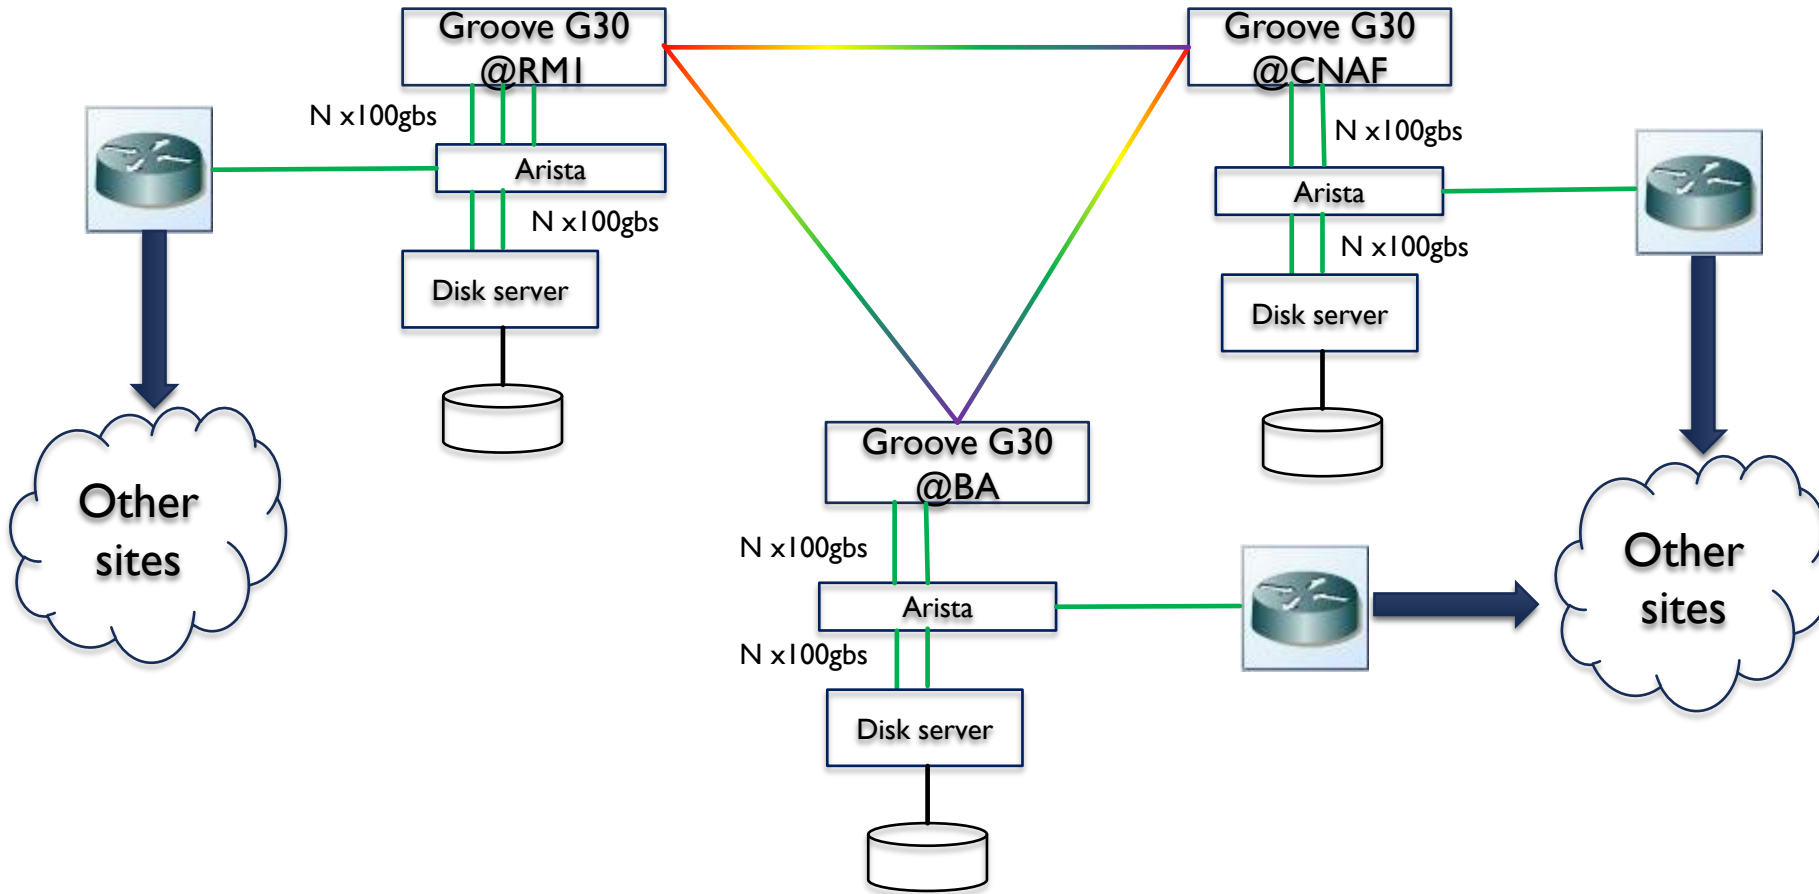 Groove G30
@RM1
N x100gbs
Arista
N x100gbs
Disk server
Other
sites
Groove G30
@CNAF
N x100gbs
Arista
N x100gbs
Disk server
Other
sites
Groove G30
@BA
N x100gbs
Arista
N x100gbs
Disk server